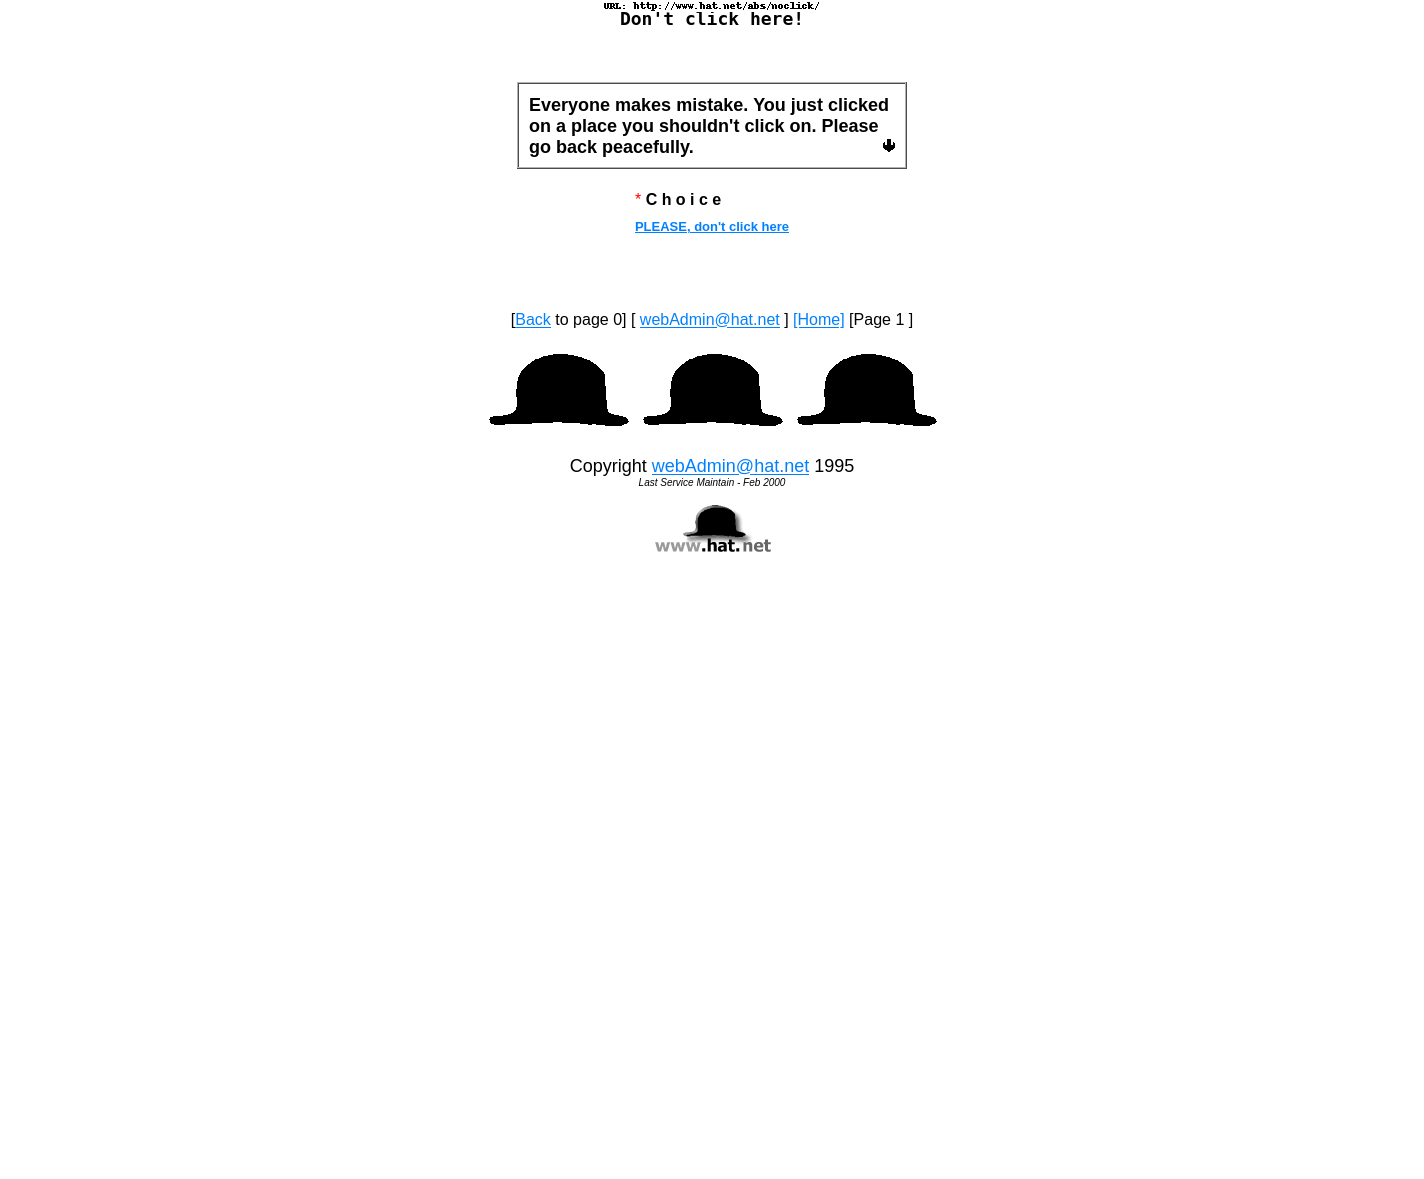 URL: http://www.hat.net/abs/noclick/
Don't click here!
Everyone makes mistake. You just clicked
on a place you shouldn't click on. Please
go back peacefully.
* C h o i c e
PLEASE, don't click here
[Back to page 0] [ webAdmin@hat.net ] [Home] [Page 1 ]
Copyright webAdmin@hat.net 1995
Last Service Maintain - Feb 2000
www.hat.net